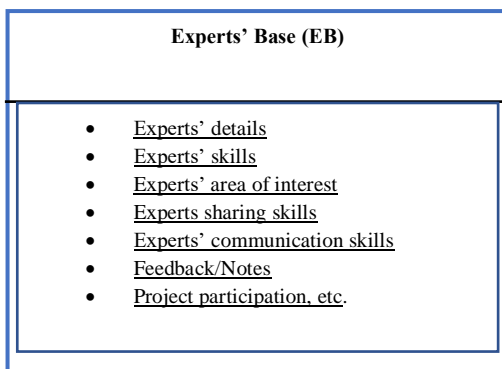 Experts’ Base (EB)
• Experts’ details
• Experts’ skills
• Experts’ area of interest
• Experts sharing skills
• Experts’ communication skills
• Feedback/Notes
• Project participation, etc.